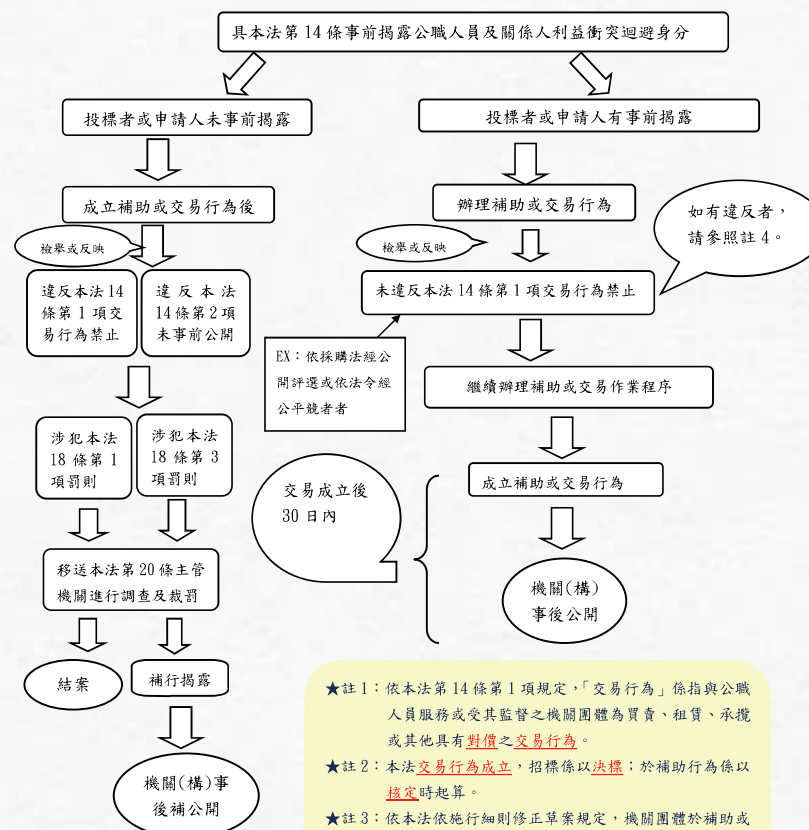 具本法第14條事前揭露公職人員及關係人利益衝突迴避身分
投標者或申請人未事前揭露
成立補助或交易行為後
檢舉或反映
違反本法14
條第1項交
易行為禁止
違反本法
14條第2項
未事前公開
涉犯本法
18條第1
項罰則
涉犯本法
18條第3
項罰則
移送本法第20條主管
機關進行調查及裁罰
結案
補行揭露
機關(構)事
後補公開
投標者或申請人有事前揭露
辦理補助或交易行為
檢舉或反映
如有違反者，
請參照註4。
未違反本法14條第1項交易行為禁止
EX：依採購法經公
開評選或依法令經
公平競者者
繼續辦理補助或交易作業程序
成立補助或交易行為
交易成立後
30日內
機關(構)
事後公開
★註1：依本法第14條第1項規定，「交易行為」係指與公職
人員服務或受其監督之機關團體為買賣、租賃、承攬
或其他具有對價之交易行為。
★註2：本法交易行為成立，招標係以決標；於補助行為係以
核定時起算。
★註3：依本法依施行細則修正草案規定，機關團體於補助或